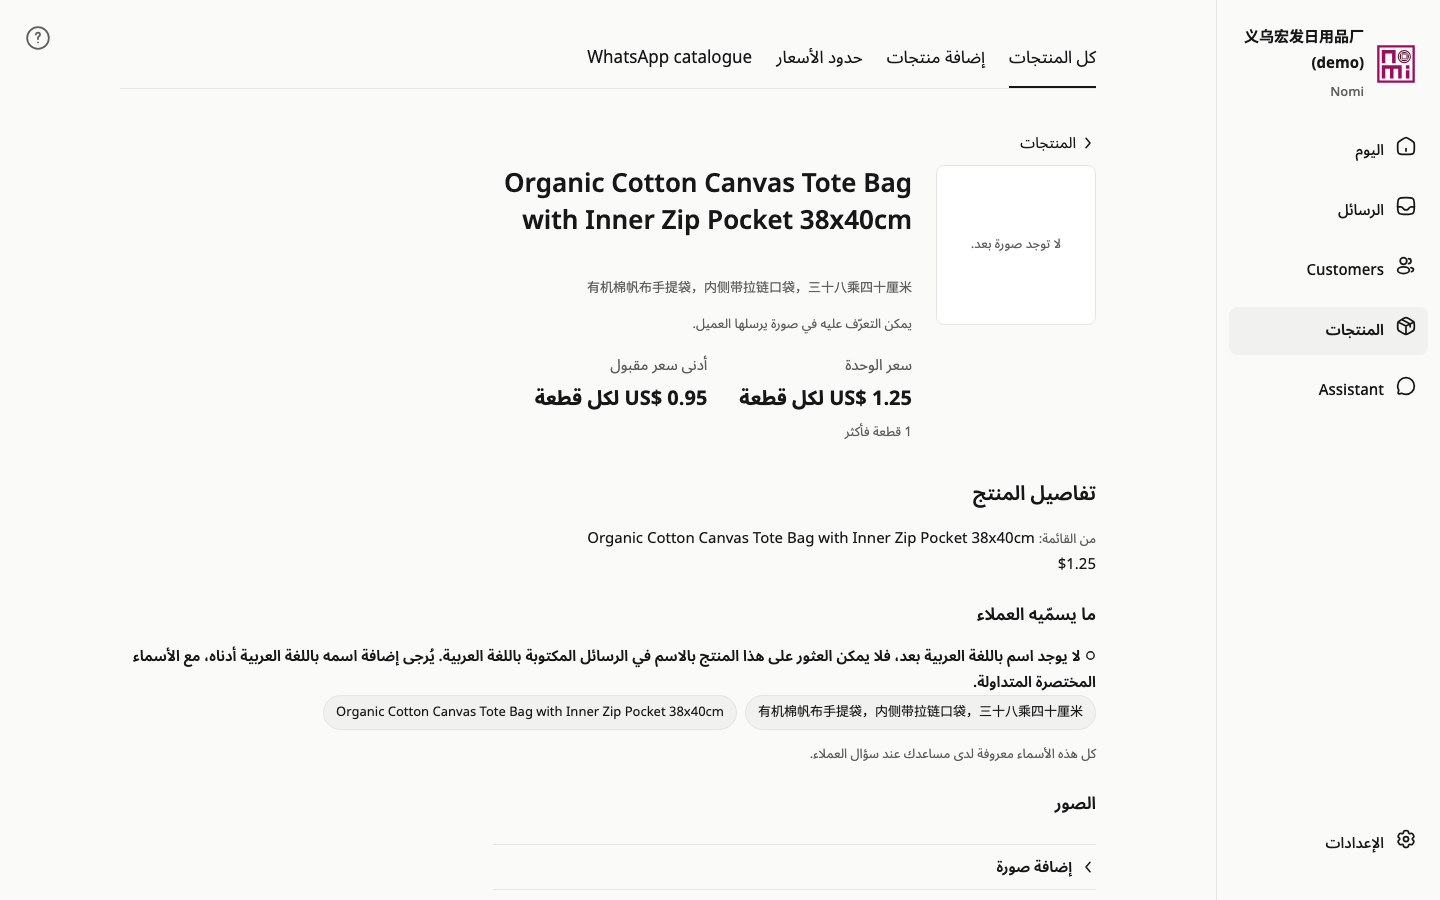 义乌宏发日用品厂
(demo)
Nomi
اليوم
الرسائل
Customers
المنتجات
Assistant
الإعدادات
كل المنتجات
إضافة منتجات
حدود الأسعار
WhatsApp catalogue
المنتجات
Organic Cotton Canvas Tote Bag
with Inner Zip Pocket 38x40cm
لا توجد صورة بعد.
有机棉帆布手提袋，内侧带拉链口袋，三十八乘四十厘米
يمكن التعرّف عليه في صورة يرسلها العميل.
سعر الوحدة
US$ 1.25 لكل قطعة
1 قطعة فأكثر
أدنى سعر مقبول
US$ 0.95 لكل قطعة
تفاصيل المنتج
من القائمة: Organic Cotton Canvas Tote Bag with Inner Zip Pocket 38x40cm
$1.25
ما يسمّيه العملاء
لا يوجد اسم باللغة العربية بعد، فلا يمكن العثور على هذا المنتج بالاسم في الرسائل المكتوبة باللغة العربية. يُرجى إضافة اسمه باللغة العربية أدناه، مع الأسماء
المختصرة المتداولة.
有机棉帆布手提袋，内侧带拉链口袋，三十八乘四十厘米
Organic Cotton Canvas Tote Bag with Inner Zip Pocket 38x40cm
كل هذه الأسماء معروفة لدى مساعدك عند سؤال العملاء.
الصور
إضافة صورة